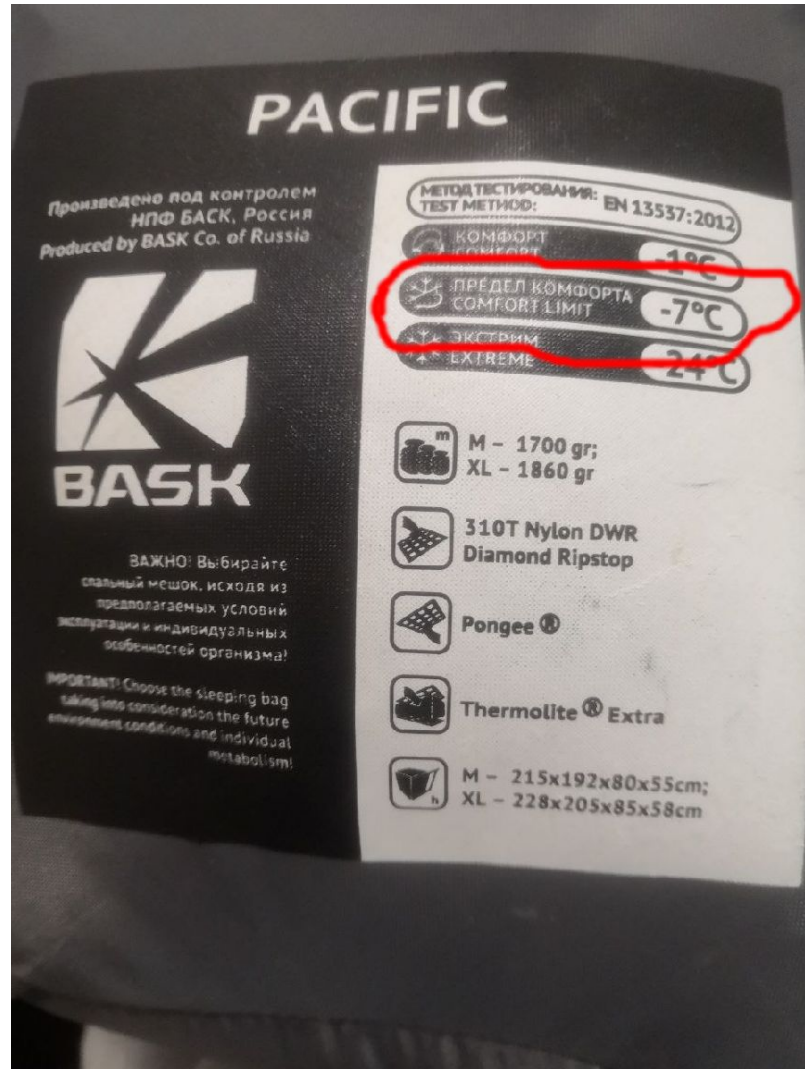 PACIFIC
Произведено под контролем
НПФ БАСК, Россия
Produced by BASK Co. of Russia
BASK
ВАЖНО! Выбирайте
спальный мешок, исходя из
предполагаемых условий
эксплуатации и индивидуальных
особенностей организма!
IMPORTANT! Choose the sleeping bag
taking into consideration the future
environment conditions and individual
metabolism!
МЕТОД ТЕСТИРОВАНИЯ:
TEST METHOD:
EN 13537:2012
КОМФОРТ
COMFORT
-1°C
ПРЕДЕЛ КОМФОРТА
COMFORT LIMIT
-7°C
ЭКСТРИМ
EXTREME
-24°C
m
M – 1700 gr;
XL – 1860 gr
310T Nylon DWR
Diamond Ripstop
Pongee ®
Thermolite ® Extra
h
M – 215x192x80x55cm;
XL – 228x205x85x58cm